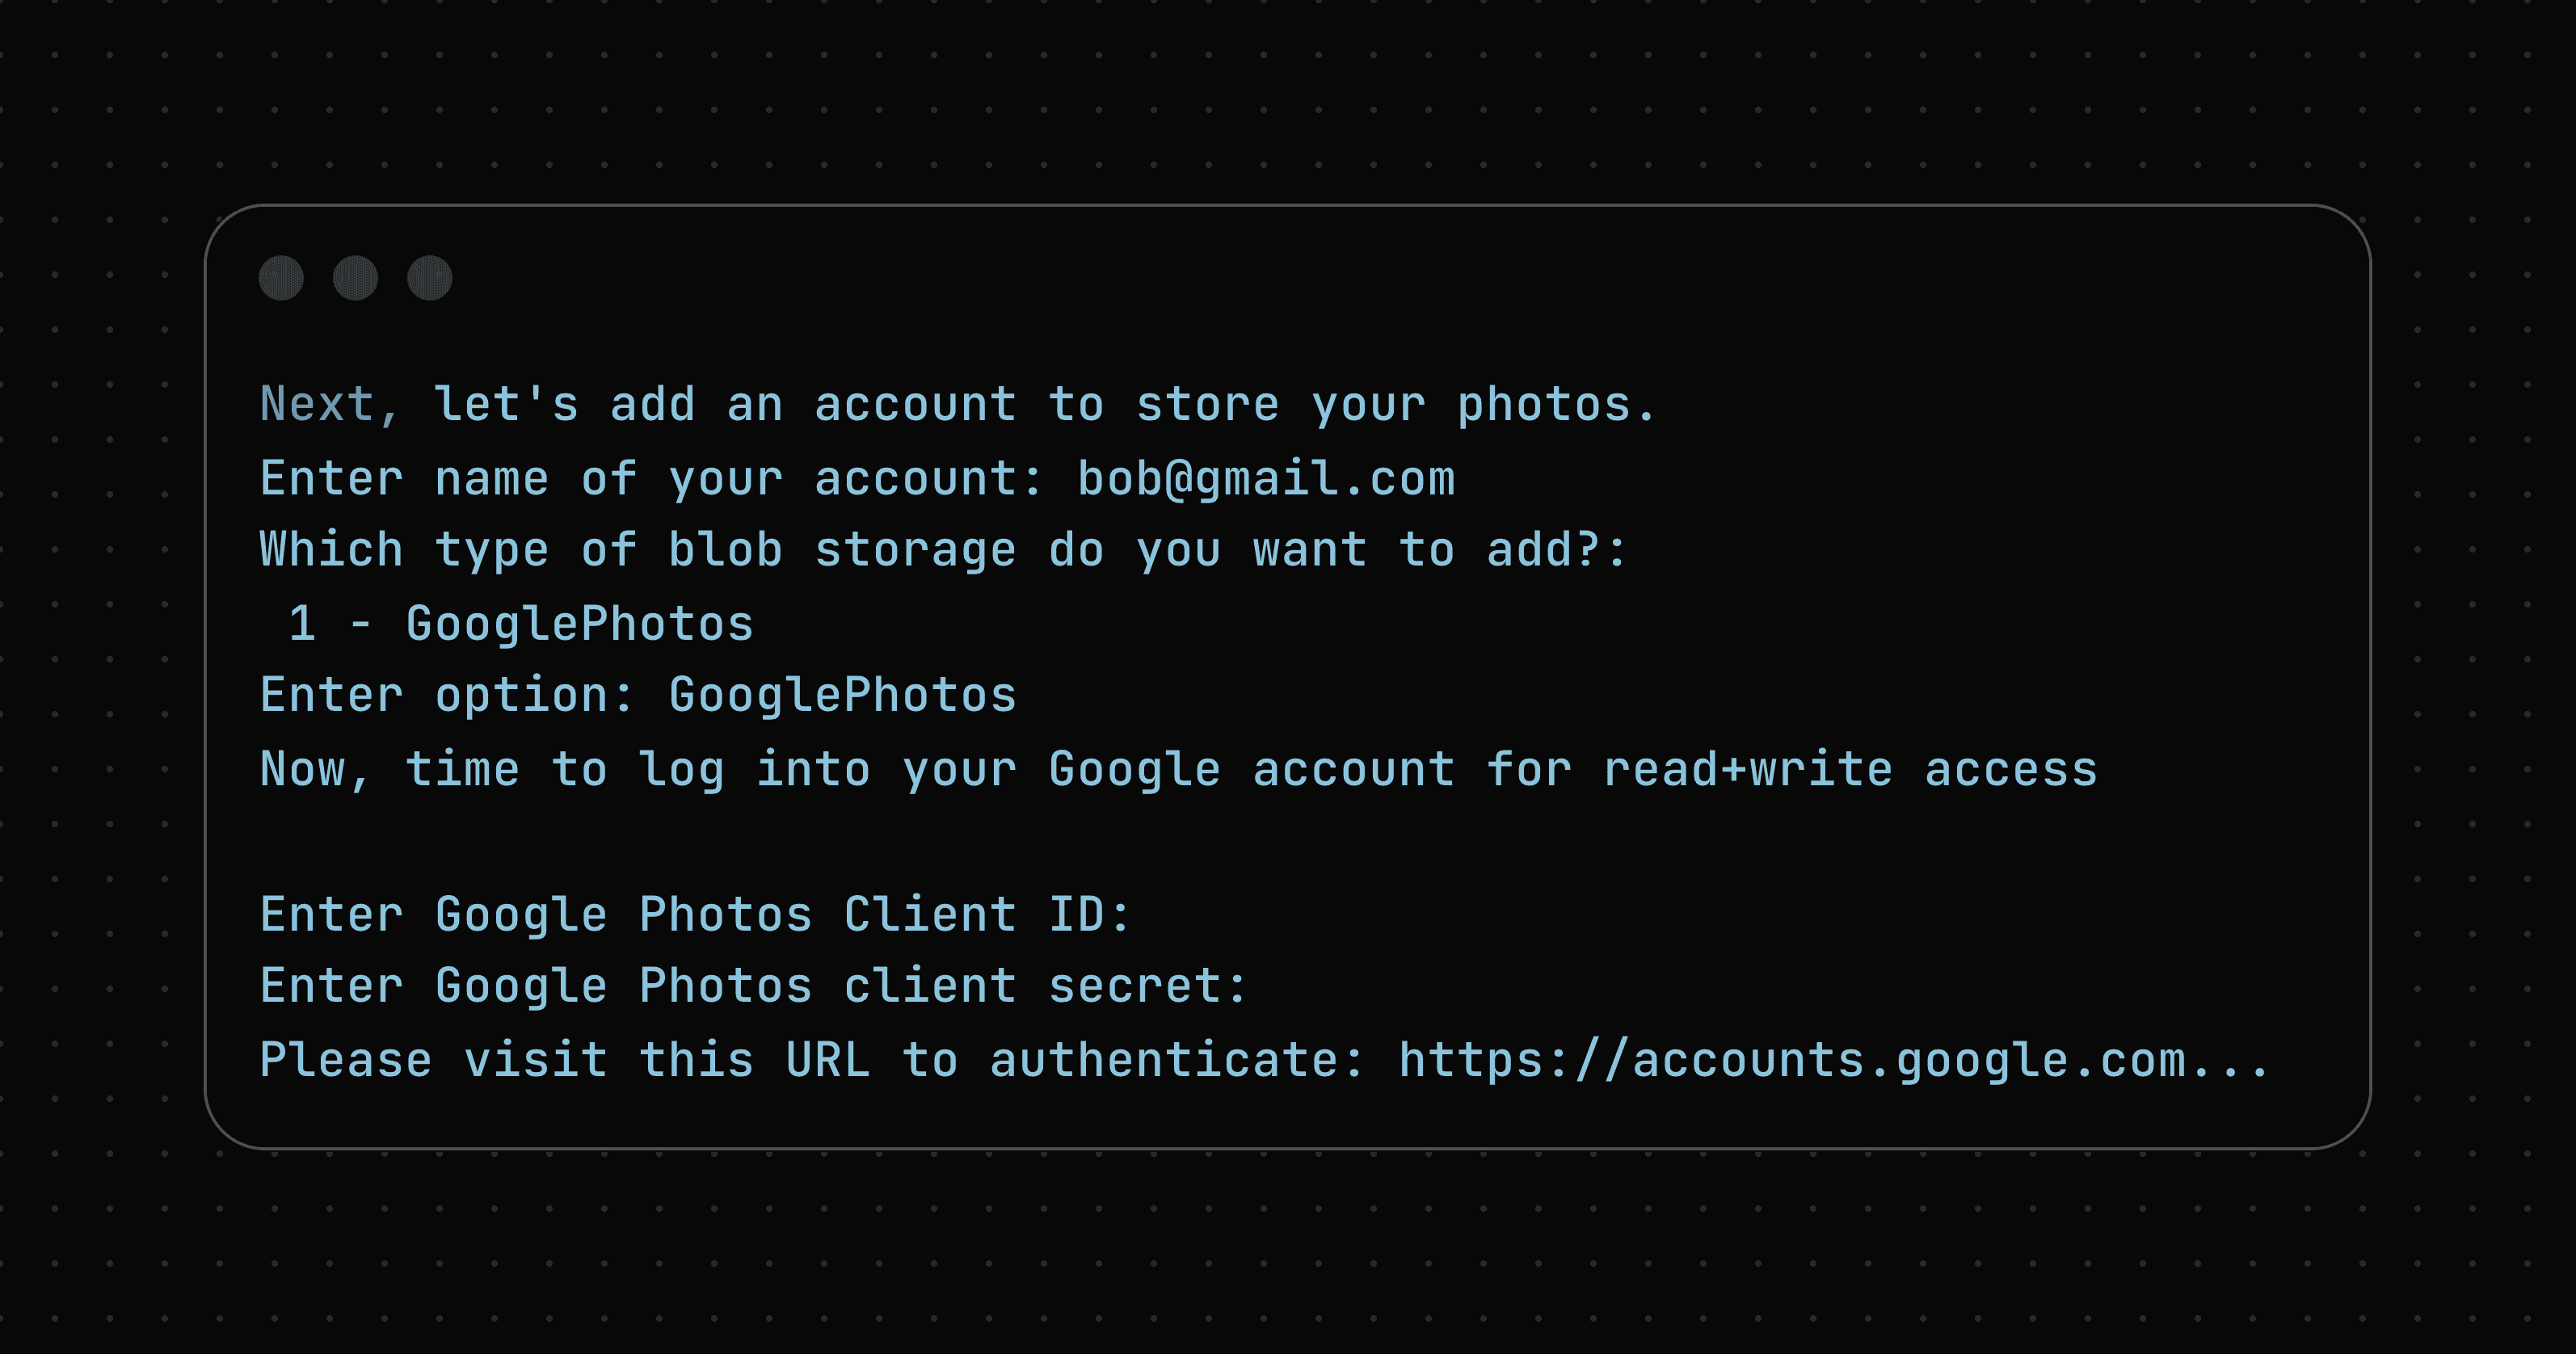 Next, let's add an account to store your photos.
Enter name of your account: bob@gmail.com
Which type of blob storage do you want to add?:
 1 - GooglePhotos
Enter option: GooglePhotos
Now, time to log into your Google account for read+write access
Enter Google Photos Client ID:
Enter Google Photos client secret:
Please visit this URL to authenticate: https://accounts.google.com...